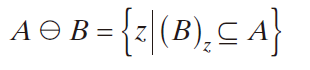 A ⊖ B = {z|(B)_z ⊆ A}